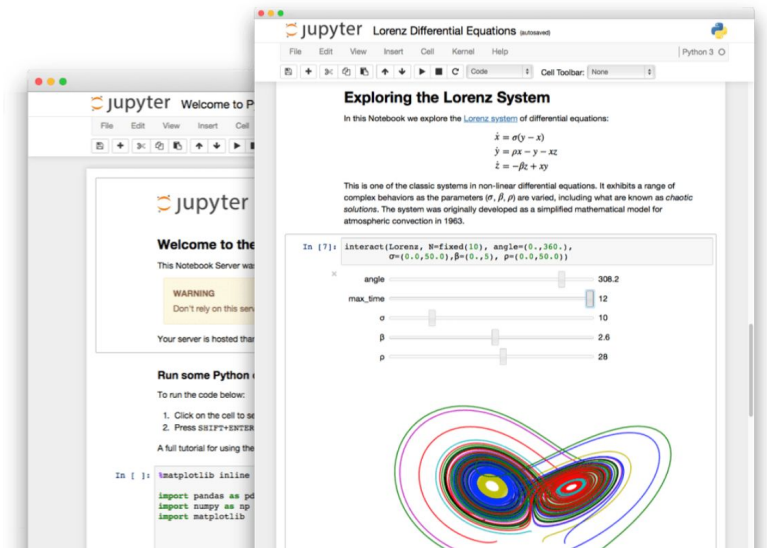 jupyter Lorenz Differential Equations (autosaved)
File Edit View Insert Cell Kernel Help Python 3
Code Cell Toolbar: None
Exploring the Lorenz System
In this Notebook we explore the Lorenz system of differential equations:
ẋ = σ(y − x)
ẏ = ρx − y − xz
ż = −βz + xy
This is one of the classic systems in non-linear differential equations. It exhibits a range of
complex behaviors as the parameters (σ, β, ρ) are varied, including what are known as chaotic
solutions. The system was originally developed as a simplified mathematical model for
atmospheric convection in 1963.
In [7]: interact(Lorenz, N=fixed(10), angle=(0.,360.),
σ=(0.0,50.0),β=(0.,5), ρ=(0.0,50.0))
angle 308.2
max_time 12
σ 10
β 2.6
ρ 28
jupyter Welcome to P
File Edit View Insert Cell
jupyter
Welcome to the
This Notebook Server was
WARNING
Don't rely on this serv
Your server is hosted than
Run some Python
To run the code below:
1. Click on the cell to se
2. Press SHIFT+ENTER
A full tutorial for using the
In [ ]: %matplotlib inline
import pandas as pd
import numpy as np
import matplotlib